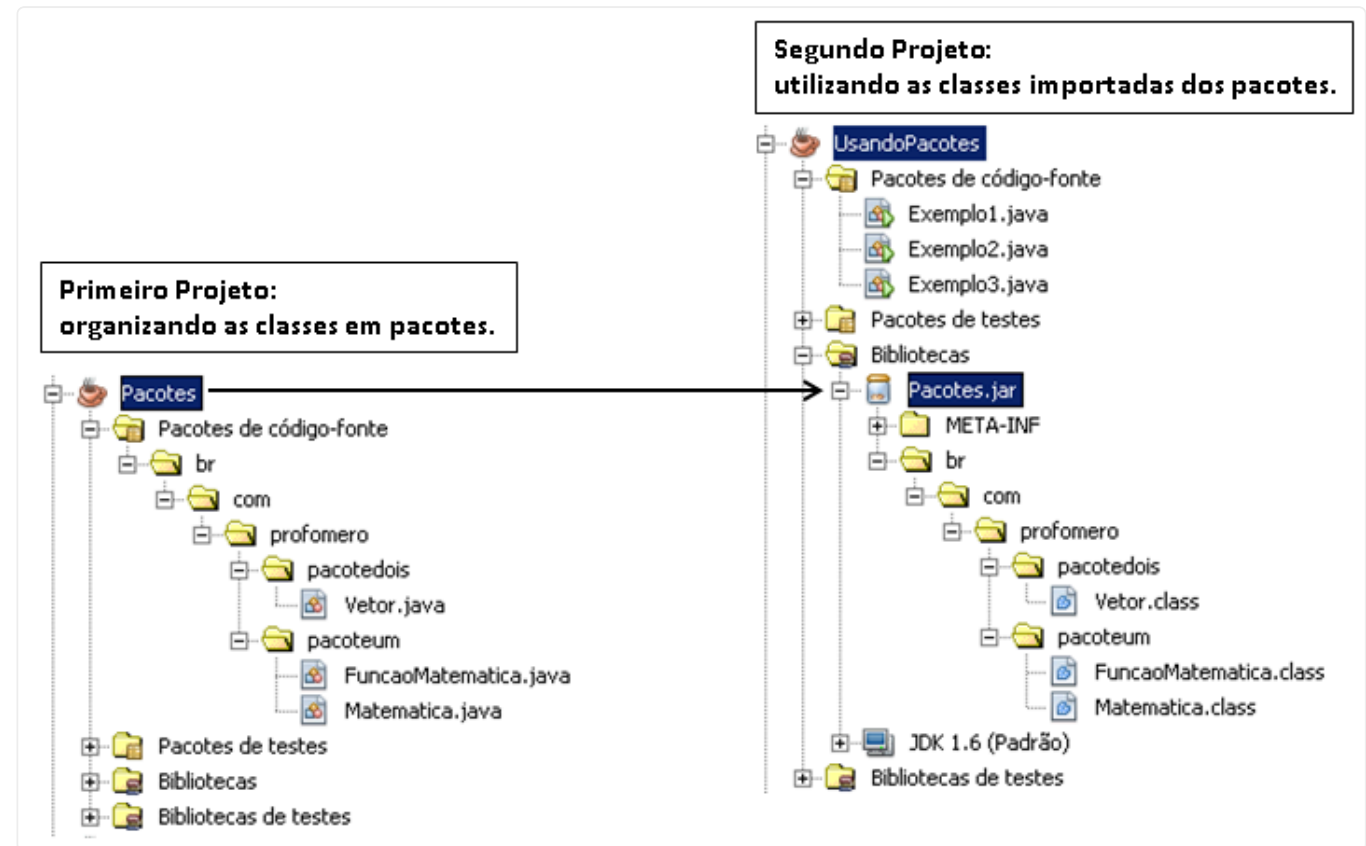 Segundo Projeto:
utilizando as classes importadas dos pacotes.
UsandoPacotes
Pacotes de código-fonte
Exemplo1.java
Exemplo2.java
Exemplo3.java
Pacotes de testes
Bibliotecas
Pacotes.jar
META-INF
br
com
profomero
pacotedois
Vetor.class
pacoteum
FuncaoMatematica.class
Matematica.class
JDK 1.6 (Padrão)
Bibliotecas de testes
Primeiro Projeto:
organizando as classes em pacotes.
Pacotes
Pacotes de código-fonte
br
com
profomero
pacotedois
Vetor.java
pacoteum
FuncaoMatematica.java
Matematica.java
Pacotes de testes
Bibliotecas
Bibliotecas de testes